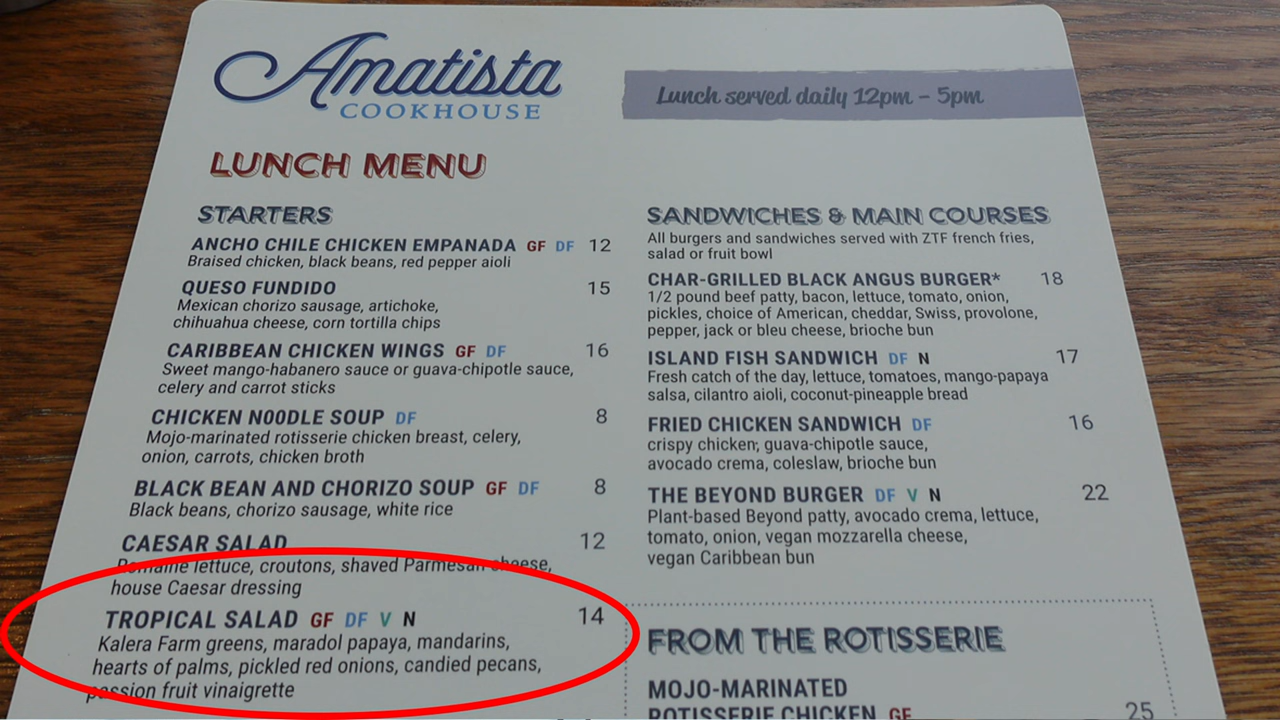 Amatista
COOKHOUSE
Lunch served daily 12pm – 5pm
LUNCH MENU
STARTERS
ANCHO CHILE CHICKEN EMPANADA GF DF 12
Braised chicken, black beans, red pepper aioli
QUESO FUNDIDO 15
Mexican chorizo sausage, artichoke,
chihuahua cheese, corn tortilla chips
CARIBBEAN CHICKEN WINGS GF DF 16
Sweet mango-habanero sauce or guava-chipotle sauce,
celery and carrot sticks
CHICKEN NOODLE SOUP DF 8
Mojo-marinated rotisserie chicken breast, celery,
onion, carrots, chicken broth
BLACK BEAN AND CHORIZO SOUP GF DF 8
Black beans, chorizo sausage, white rice
CAESAR SALAD 12
Romaine lettuce, croutons, shaved Parmesan cheese,
house Caesar dressing
TROPICAL SALAD GF DF V N 14
Kalera Farm greens, maradol papaya, mandarins,
hearts of palms, pickled red onions, candied pecans,
passion fruit vinaigrette
SANDWICHES & MAIN COURSES
All burgers and sandwiches served with ZTF french fries,
salad or fruit bowl
CHAR-GRILLED BLACK ANGUS BURGER* 18
1/2 pound beef patty, bacon, lettuce, tomato, onion,
pickles, choice of American, cheddar, Swiss, provolone,
pepper, jack or bleu cheese, brioche bun
ISLAND FISH SANDWICH DF N 17
Fresh catch of the day, lettuce, tomatoes, mango-papaya
salsa, cilantro aioli, coconut-pineapple bread
FRIED CHICKEN SANDWICH DF 16
crispy chicken, guava-chipotle sauce,
avocado crema, coleslaw, brioche bun
THE BEYOND BURGER DF V N 22
Plant-based Beyond patty, avocado crema, lettuce,
tomato, onion, vegan mozzarella cheese,
vegan Caribbean bun
FROM THE ROTISSERIE
MOJO-MARINATED
ROTISSERIE CHICKEN GF 25